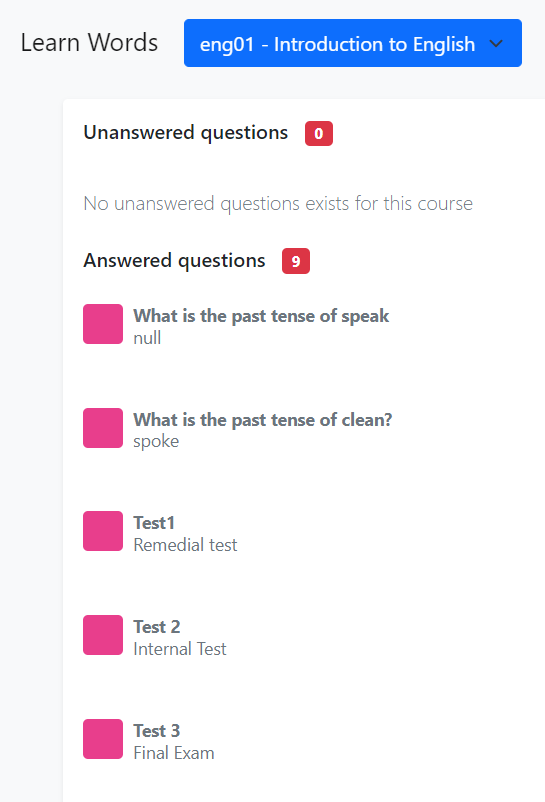 Learn Words
eng01 - Introduction to English
Unanswered questions 0
No unanswered questions exists for this course
Answered questions 9
What is the past tense of speak
null
What is the past tense of clean?
spoke
Test1
Remedial test
Test 2
Internal Test
Test 3
Final Exam